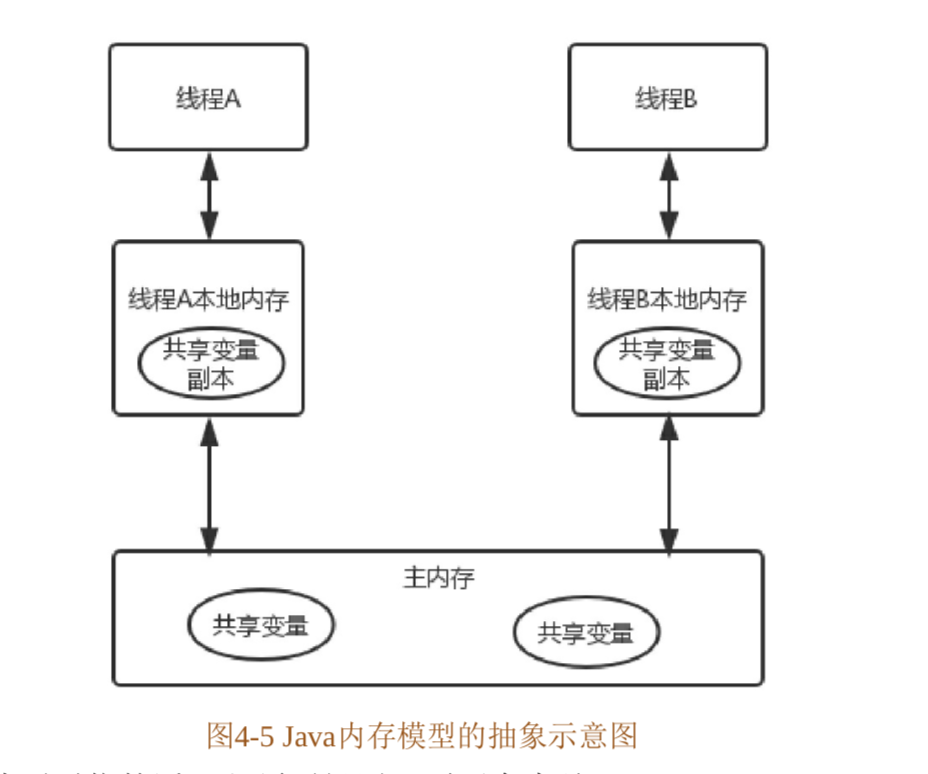 线程A
线程B
线程A本地内存
共享变量
副本
线程B本地内存
共享变量
副本
主内存
共享变量
共享变量
图4-5 Java内存模型的抽象示意图